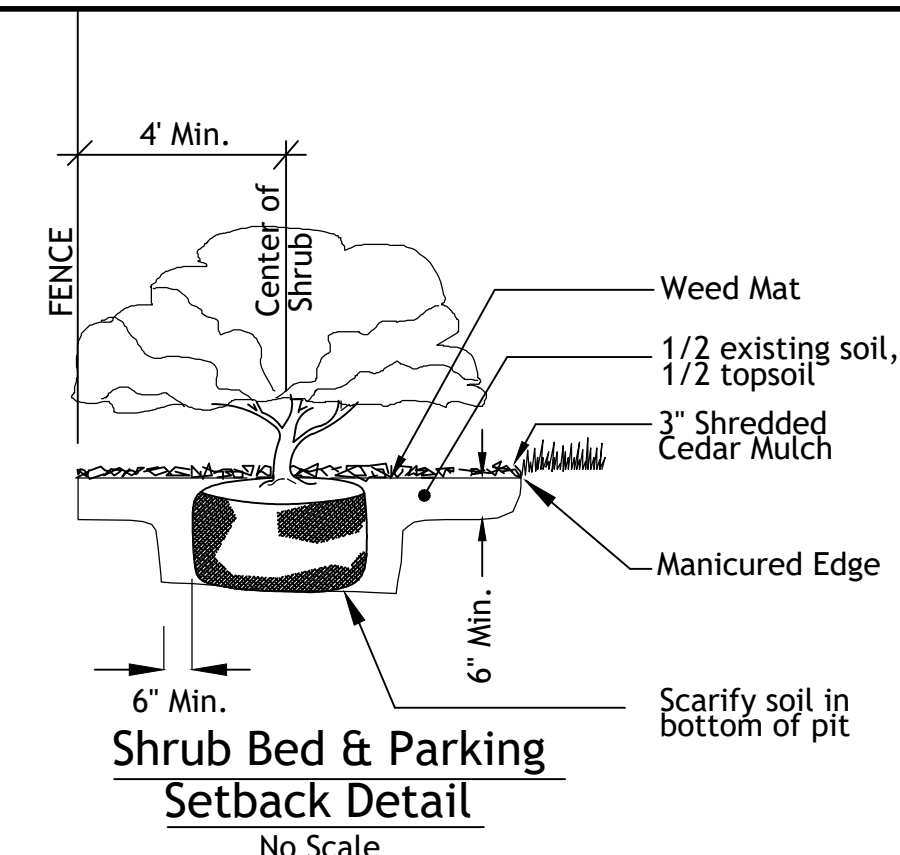 4' Min.
FENCE
Center of
Shrub
Weed Mat
1/2 existing soil,
1/2 topsoil
3" Shredded
Cedar Mulch
Manicured Edge
6" Min.
6" Min.
Scarify soil in
bottom of pit
Shrub Bed & Parking
Setback Detail
No Scale